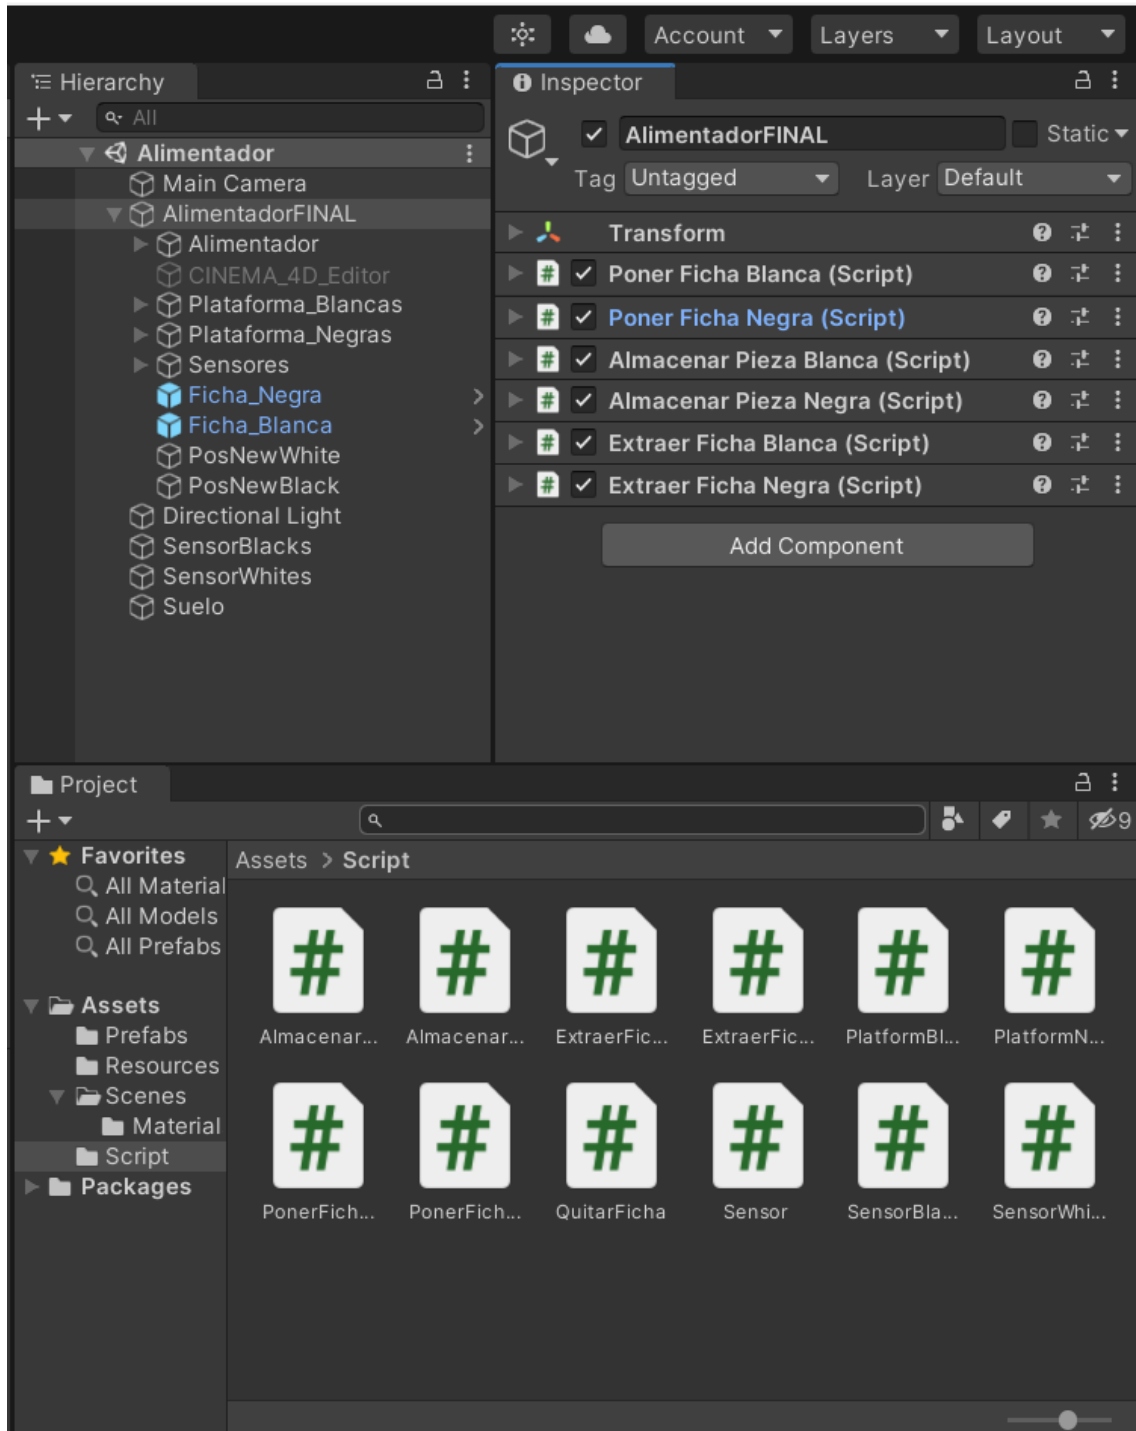 Account Layers Layout
Hierarchy
All
Alimentador
Main Camera
AlimentadorFINAL
Alimentador
CINEMA_4D_Editor
Plataforma_Blancas
Plataforma_Negras
Sensores
Ficha_Negra
Ficha_Blanca
PosNewWhite
PosNewBlack
Directional Light
SensorBlacks
SensorWhites
Suelo
Inspector
AlimentadorFINAL Static
Tag Untagged Layer Default
Transform
# Poner Ficha Blanca (Script)
# Poner Ficha Negra (Script)
# Almacenar Pieza Blanca (Script)
# Almacenar Pieza Negra (Script)
# Extraer Ficha Blanca (Script)
# Extraer Ficha Negra (Script)
Add Component
Project
9
Favorites
All Material
All Models
All Prefabs
Assets
Prefabs
Resources
Scenes
Material
Script
Packages
Assets > Script
# # # # # #
Almacenar... Almacenar... ExtraerFic... ExtraerFic... PlatformBl... PlatformN...
# # # # # #
PonerFich... PonerFich... QuitarFicha Sensor SensorBla... SensorWhi...